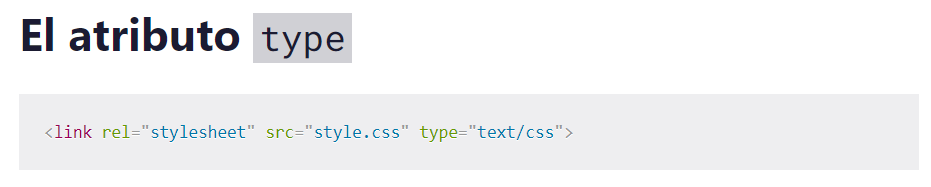 El atributo type
<link rel="stylesheet" src="style.css" type="text/css">